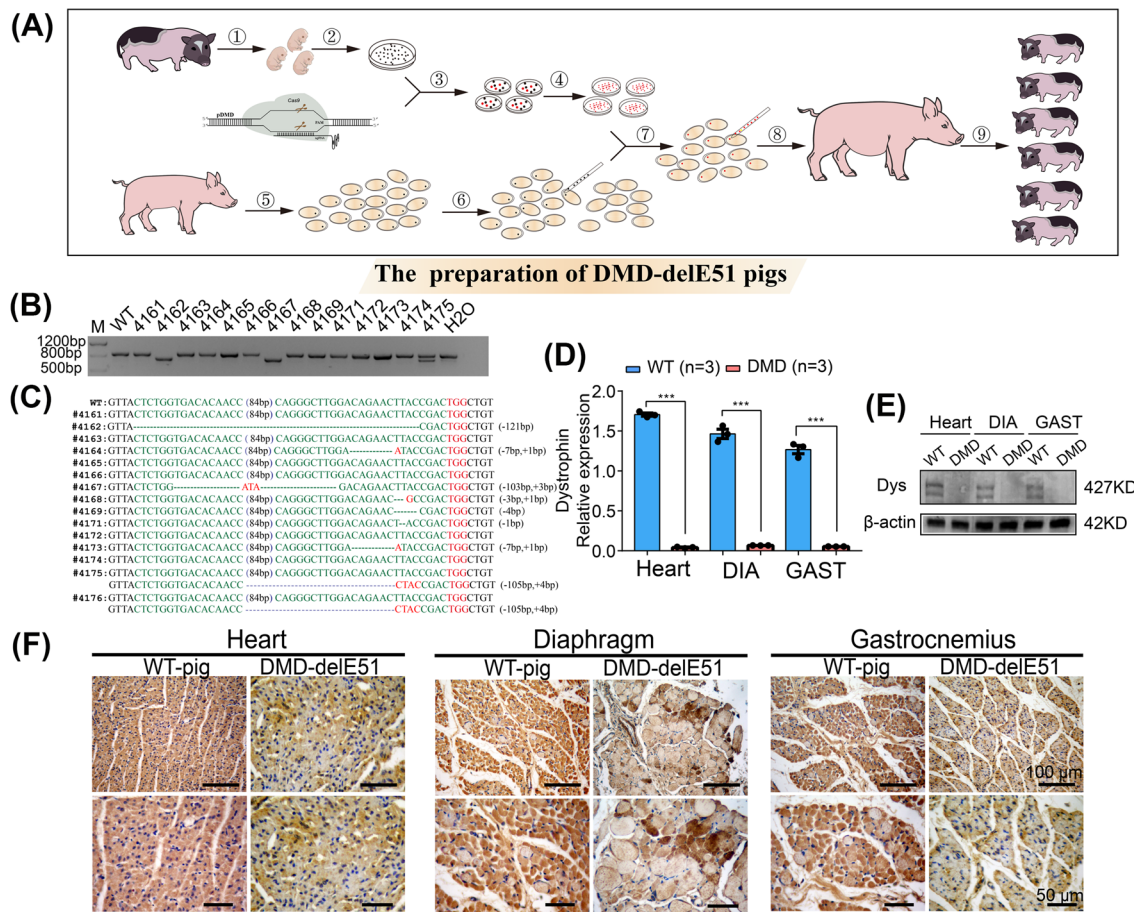 (A)
① ② ③ ④ ⑤ ⑥ ⑦ ⑧ ⑨
Cas9
pDMD
PAM
sgRNA
5' 3'
3' 5'
The preparation of DMD-delE51 pigs
(B)
M WT 4161 4162 4163 4164 4165 4166 4167 4168 4169 4171 4172 4173 4174 4175 H2O
1200bp
800bp
500bp
(C)
WT:GTTACTCTGGTGACACAACC (84bp) CAGGGCTTGGACAGAACTTACCGACTGGCTGT
#4161:GTTACTCTGGTGACACAACC (84bp) CAGGGCTTGGACAGAACTTACCGACTGGCTGT
#4162:GTTA----------CGACTGGCTGT (-121bp)
#4163:GTTACTCTGGTGACACAACC (84bp) CAGGGCTTGGACAGAACTTACCGACTGGCTGT
#4164:GTTACTCTGGTGACACAACC (84bp) CAGGGCTTGGA-------ATACCGACTGGCTGT (-7bp,+1bp)
#4165:GTTACTCTGGTGACACAACC (84bp) CAGGGCTTGGACAGAACTTACCGACTGGCTGT
#4166:GTTACTCTGGTGACACAACC (84bp) CAGGGCTTGGACAGAACTTACCGACTGGCTGT
#4167:GTTACTCTGG----------ATA----------GACAGAACTTACCGACTGGCTGT (-103bp,+3bp)
#4168:GTTACTCTGGTGACACAACC (84bp) CAGGGCTTGGACAGAAC---GCCGACTGGCTGT (-3bp,+1bp)
#4169:GTTACTCTGGTGACACAACC (84bp) CAGGGCTTGGACAGAAC----CCGACTGGCTGT (-4bp)
#4171:GTTACTCTGGTGACACAACC (84bp) CAGGGCTTGGACAGAACT-ACCGACTGGCTGT (-1bp)
#4172:GTTACTCTGGTGACACAACC (84bp) CAGGGCTTGGACAGAACTTACCGACTGGCTGT
#4173:GTTACTCTGGTGACACAACC (84bp) CAGGGCTTGGA-------ATACCGACTGGCTGT (-7bp,+1bp)
#4174:GTTACTCTGGTGACACAACC (84bp) CAGGGCTTGGACAGAACTTACCGACTGGCTGT
#4175:GTTACTCTGGTGACACAACC (84bp) CAGGGCTTGGACAGAACTTACCGACTGGCTGT
GTTACTCTGGTGACACAACC ----------CTACCGACTGGCTGT (-105bp,+4bp)
#4176:GTTACTCTGGTGACACAACC (84bp) CAGGGCTTGGACAGAACTTACCGACTGGCTGT
GTTACTCTGGTGACACAACC ----------CTACCGACTGGCTGT (-105bp,+4bp)
(D)
WT (n=3) DMD (n=3)
Dystrophin
Relative expression
2.0
1.5
1.0
0.5
0.0
*** *** ***
Heart DIA GAST
(E)
Heart DIA GAST
WT DMD WT DMD WT DMD
Dys 427KD
β-actin 42KD
(F)
Heart Diaphragm Gastrocnemius
WT-pig DMD-delE51 WT-pig DMD-delE51 WT-pig DMD-delE51
100 μm
50 μm